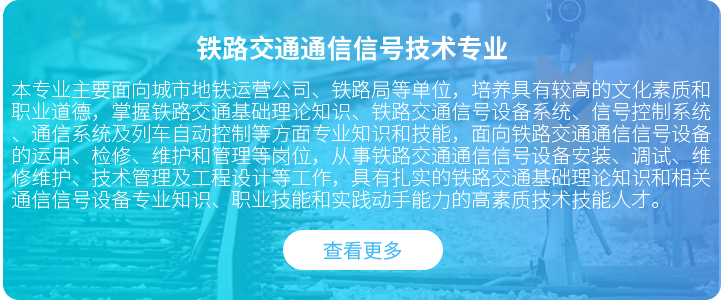 铁路交通通信信号技术专业
本专业主要面向城市地铁运营公司、铁路局等单位，培养具有较高的文化素质和
职业道德，掌握铁路交通基础理论知识、铁路交通信号设备系统、信号控制系统
、通信系统及列车自动控制等方面专业知识和技能，面向铁路交通通信信号设备
的运用、检修、维护和管理等岗位，从事铁路交通通信信号设备安装、调试、维
修维护、技术管理及工程设计等工作，具有扎实的铁路交通基础理论知识和相关
通信信号设备专业知识、职业技能和实践动手能力的高素质技术技能人才。
查看更多